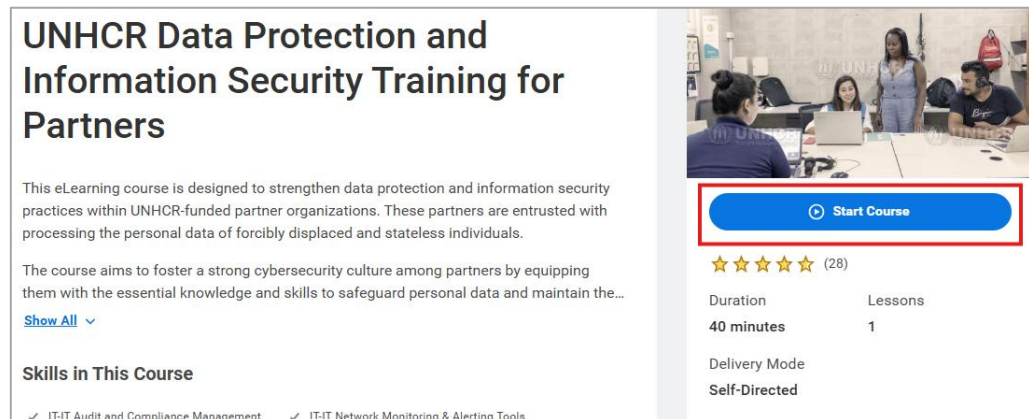 UNHCR Data Protection and
Information Security Training for
Partners
This eLearning course is designed to strengthen data protection and information security
practices within UNHCR-funded partner organizations. These partners are entrusted with
processing the personal data of forcibly displaced and stateless individuals.
The course aims to foster a strong cybersecurity culture among partners by equipping
them with the essential knowledge and skills to safeguard personal data and maintain the...
Show All
Skills in This Course
IT-IT Audit and Compliance Management
IT-IT Network Monitoring & Alerting Tools
UNHCR
UNHCR
UNHCR
Start Course
(28)
Duration
Lessons
40 minutes
1
Delivery Mode
Self-Directed